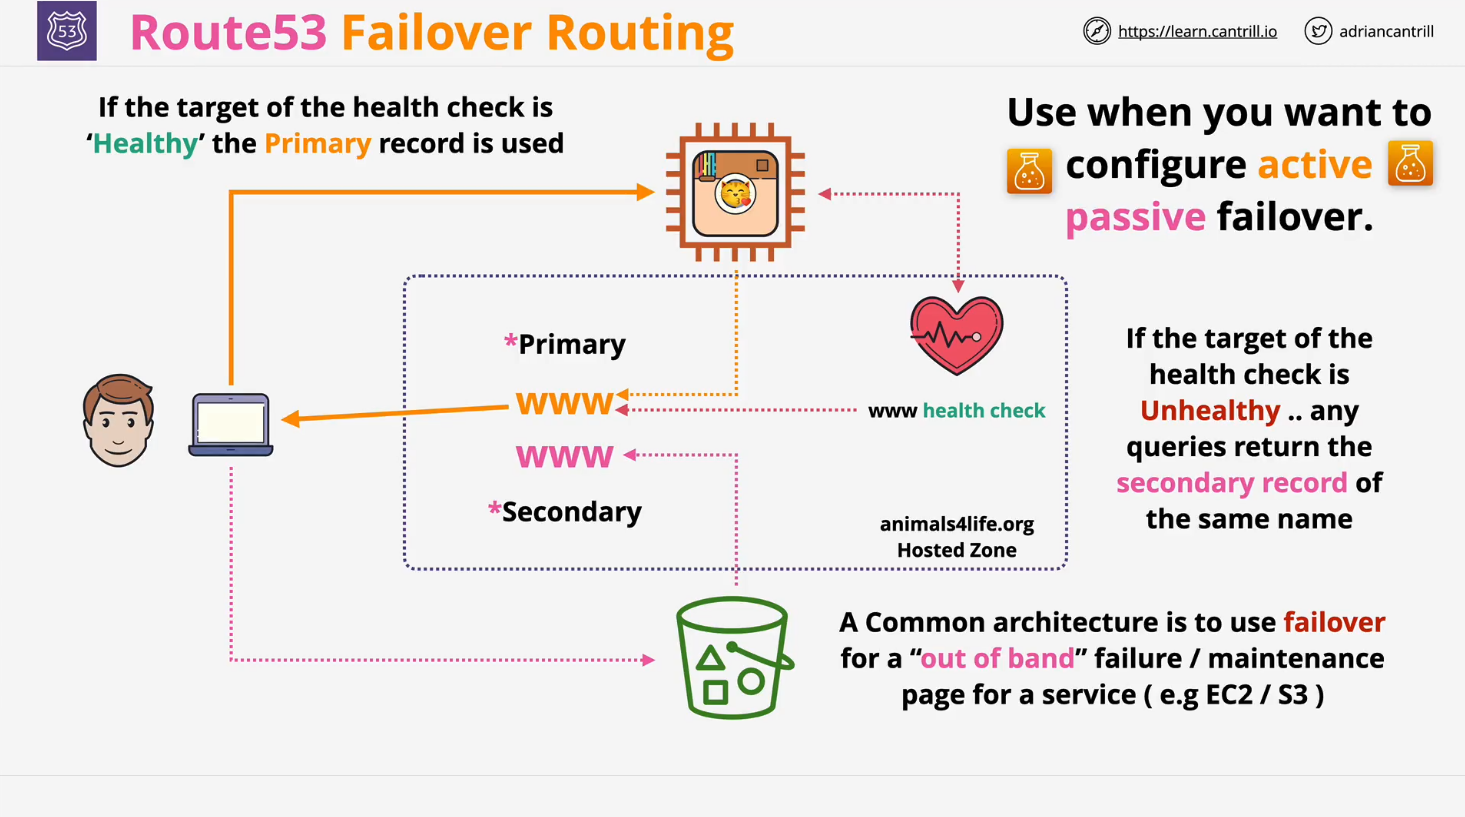 53
Route53 Failover Routing
https://learn.cantrill.io
adriancantrill
If the target of the health check is
‘Healthy’ the Primary record is used
Use when you want to
configure active
passive failover.
*Primary
www
www health check
www
*Secondary
animals4life.org
Hosted Zone
If the target of the
health check is
Unhealthy .. any
queries return the
secondary record of
the same name
A Common architecture is to use failover
for a “out of band” failure / maintenance
page for a service ( e.g EC2 / S3 )